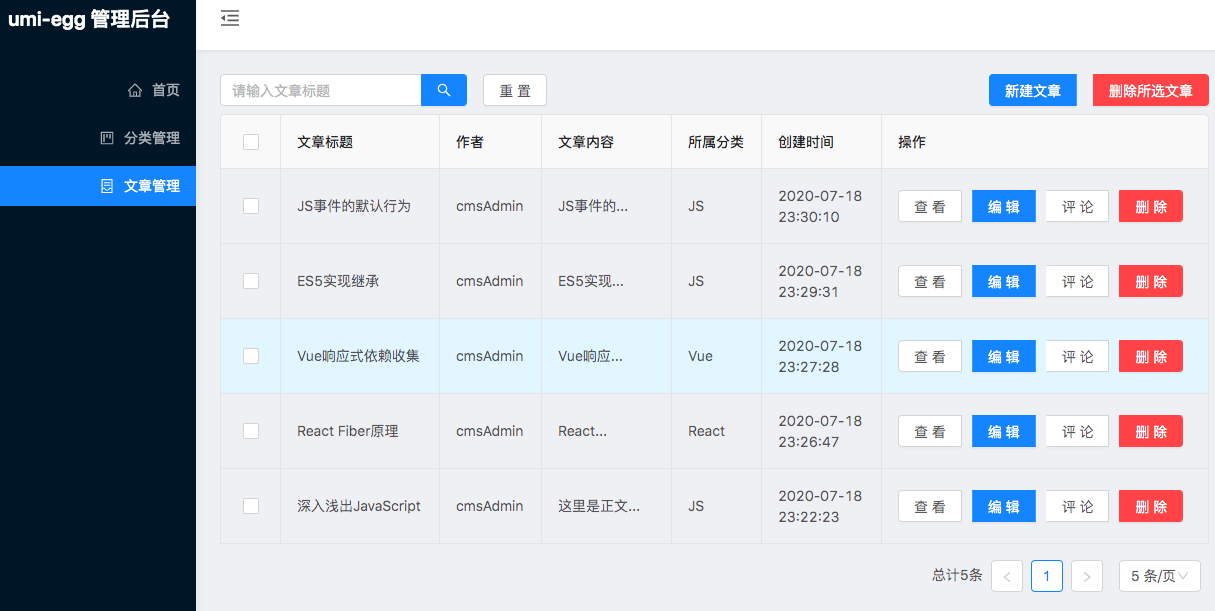 umi-egg 管理后台
首页
分类管理
文章管理
请输入文章标题
重 置
新建文章
删除所选文章
文章标题 作者 文章内容 所属分类 创建时间 操作
JS事件的默认行为 cmsAdmin JS事件的... JS 2020-07-18 23:30:10 查 看 编 辑 评 论 删 除
ES5实现继承 cmsAdmin ES5实现... JS 2020-07-18 23:29:31 查 看 编 辑 评 论 删 除
Vue响应式依赖收集 cmsAdmin Vue响应... Vue 2020-07-18 23:27:28 查 看 编 辑 评 论 删 除
React Fiber原理 cmsAdmin React... React 2020-07-18 23:26:47 查 看 编 辑 评 论 删 除
深入浅出JavaScript cmsAdmin 这里是正文... JS 2020-07-18 23:22:23 查 看 编 辑 评 论 删 除
总计5条 < 1 > 5 条/页